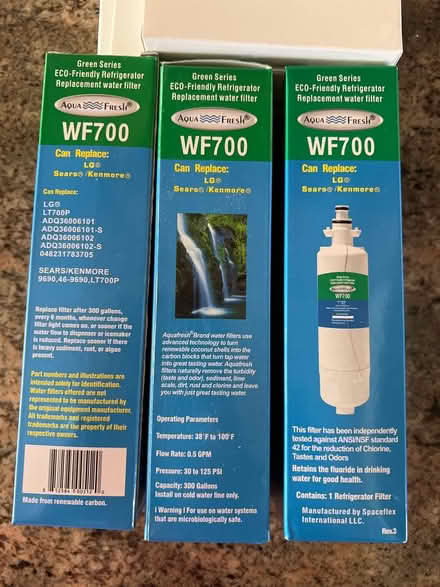 Green Series
ECO-Friendly Refrigerator
Replacement water filter
AQUA FRESH®
WF700
Can Replace:
LG®
Sears® /Kenmore®
Can Replace:
LG®
LT700P
ADQ36006101
ADQ36006101-S
ADQ36006102
ADQ36006102-S
048231783705
SEARS/KENMORE
9690,46-9690,LT700P
Replace filter after 300 gallons,
every 6 months, whenever change
filter light comes on, or sooner if the
water flow to dispenser or icemaker
is reduced. Replace sooner if there
is heavy sediment, rust, or algae
present.
Part numbers and illustrations are
intended solely for identification.
Water filters offered are not
represented to be manufactured by
the original equipment manufacturer.
All trademarks and registered
trademarks are the property of their
respective owners.
Made from renewable carbon.
Green Series
ECO-Friendly Refrigerator
Replacement water filter
AQUA FRESH®
WF700
Can Replace:
LG®
Sears® /Kenmore®
Aquafresh® Brand water filters use
advanced technology to turn
renewable coconut shells into the
carbon blocks that turn tap water
into great testing water. Aquafresh
filters naturally remove the turbidity
(taste and odor), sediment, lime
scale, dirt, rust and chlorine and leave
you with just great testing water.
Operating Parameters
Temperature: 38°F to 100°F
Flow Rate: 0.5 GPM
Pressure: 30 to 125 PSI
Capacity: 300 Gallons
Install on cold water line only.
! Warning ! For use on water systems
that are microbiologically safe.
Green Series
ECO-Friendly Refrigerator
Replacement water filter
AQUA FRESH®
WF700
Can Replace:
LG®
Sears® /Kenmore®
WF700
This filter has been independently
tested against ANSI/NSF standard
42 for the reduction of Chlorine,
Tastes and Odors
Retains the fluoride in drinking
water for good health.
Contains: 1 Refrigerator Filter
Manufactured by Spaceflex
International LLC.
Rev.3